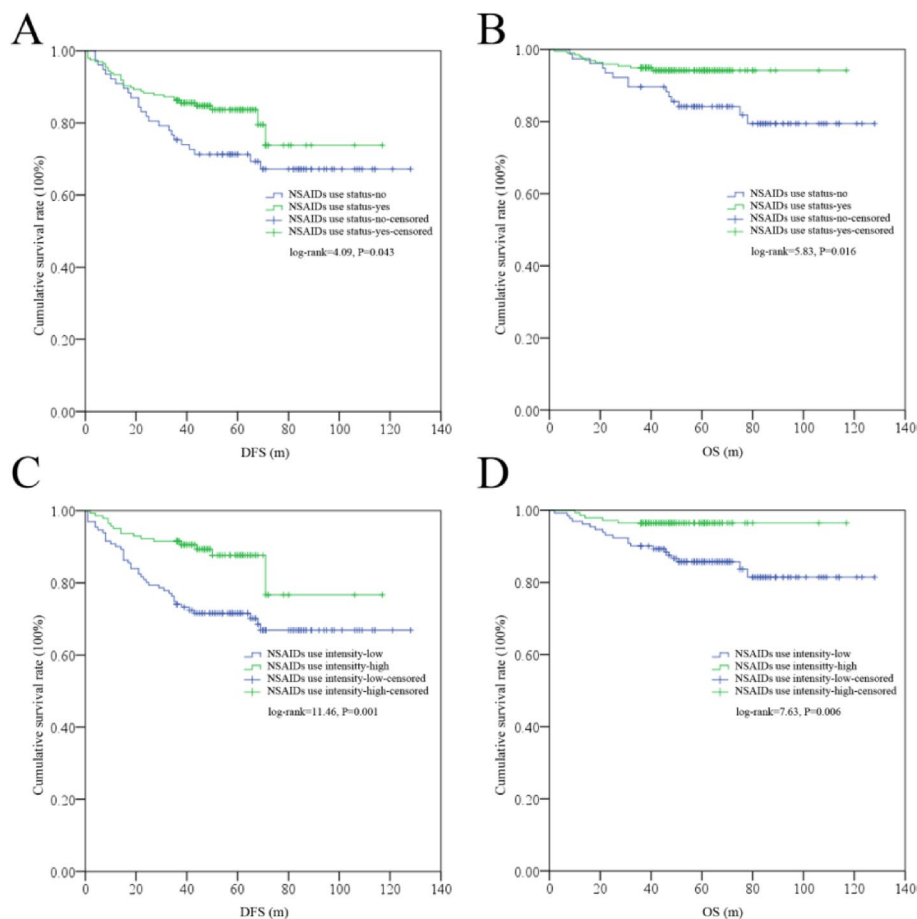 A
Cumulative survival rate (100%)
1.00
0.80
0.60
0.40
0.20
0.00
NSAIDs use status-no
NSAIDs use status-yes
NSAIDs use status-no-censored
NSAIDs use status-yes-censored
log-rank=4.09, P=0.043
0 20 40 60 80 100 120 140
DFS (m)
B
Cumulative survival rate (100%)
1.00
0.80
0.60
0.40
0.20
0.00
NSAIDs use status-no
NSAIDs use status-yes
NSAIDs use status-no-censored
NSAIDs use status-yes-censored
log-rank=5.83, P=0.016
0 20 40 60 80 100 120 140
OS (m)
C
Cumulative survival rate (100%)
1.00
0.80
0.60
0.40
0.20
0.00
NSAIDs use intensity-low
NSAIDs use intensitty-high
NSAIDs use intensity-low-censored
NSAIDs use intensity-high-censored
log-rank=11.46, P=0.001
0 20 40 60 80 100 120 140
DFS (m)
D
Cumulative survival rate (100%)
1.00
0.80
0.60
0.40
0.20
0.00
NSAIDs use intensity-low
NSAIDs use intensitty-high
NSAIDs use intensity-low-censored
NSAIDs use intensity-high-censored
log-rank=7.63, P=0.006
0 20 40 60 80 100 120 140
OS (m)